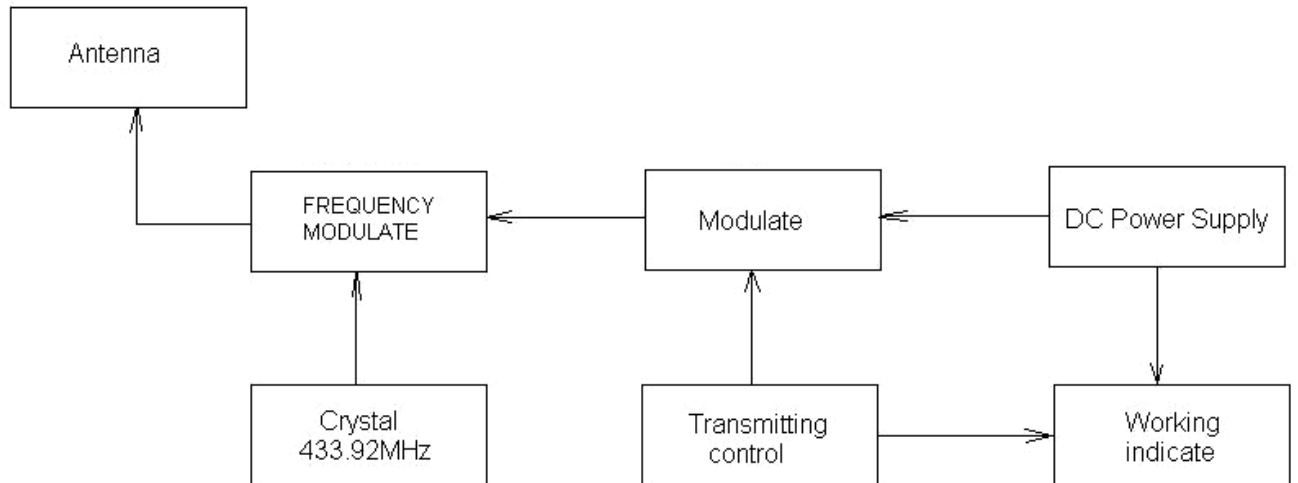 Antenna
FREQUENCY
MODULATE
Modulate
DC Power Supply
Crystal
433.92MHz
Transmitting
control
Working
indicate